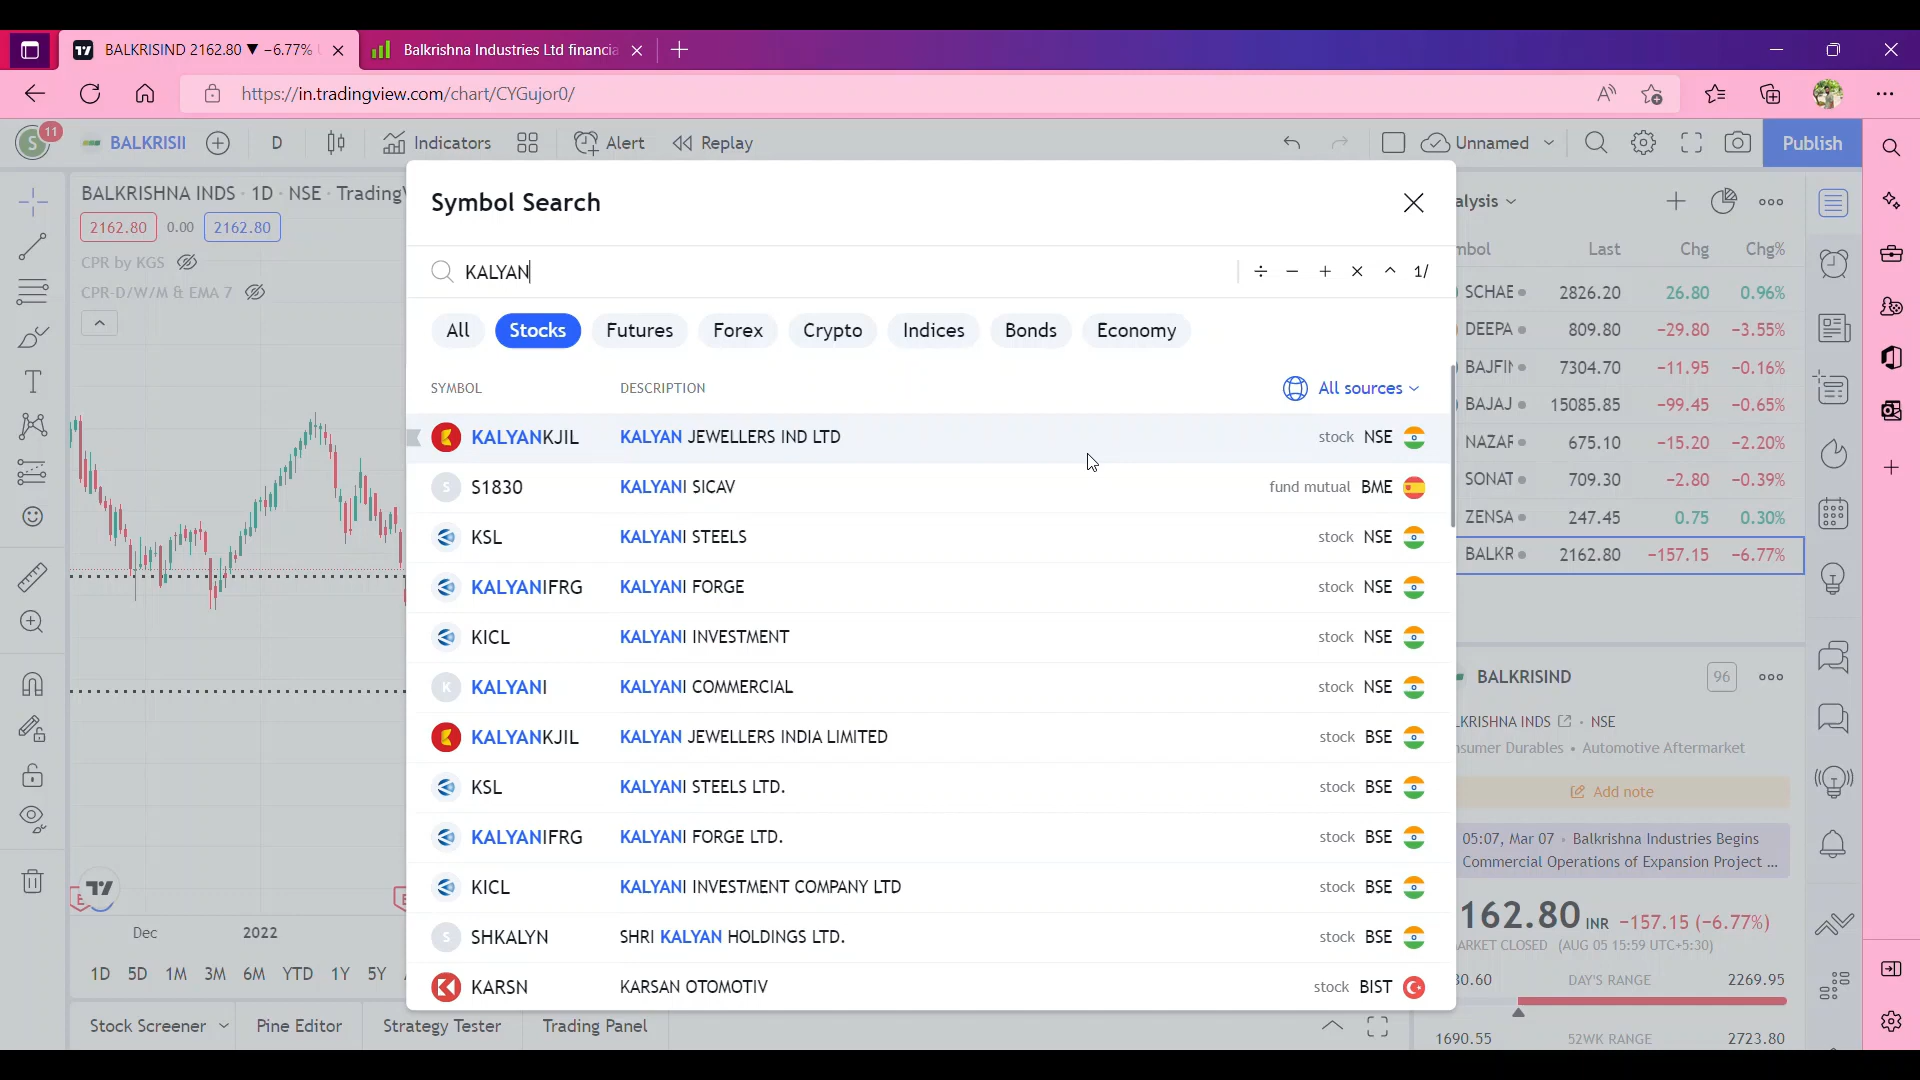 BALKRISIND 2162.80 ▼ −6.77%
Balkrishna Industries Ltd financia
https://in.tradingview.com/chart/CYGujor0/
S 11 BALKRISII D Indicators Alert Replay Unnamed Publish
BALKRISHNA INDS · 1D · NSE · Trading
2162.80 0.00 2162.80
CPR by KGS
CPR-D/W/M & EMA 7
Symbol Search
KALYAN
÷ − + × ^ 1/
All Stocks Futures Forex Crypto Indices Bonds Economy
SYMBOL DESCRIPTION All sources
KALYANKJIL KALYAN JEWELLERS IND LTD stock NSE
S S1830 KALYANI SICAV fund mutual BME
KSL KALYANI STEELS stock NSE
KALYANIFRG KALYANI FORGE stock NSE
KICL KALYANI INVESTMENT stock NSE
K KALYANI KALYANI COMMERCIAL stock NSE
KALYANKJIL KALYAN JEWELLERS INDIA LIMITED stock BSE
KSL KALYANI STEELS LTD. stock BSE
KALYANIFRG KALYANI FORGE LTD. stock BSE
KICL KALYANI INVESTMENT COMPANY LTD stock BSE
S SHKALYN SHRI KALYAN HOLDINGS LTD. stock BSE
KARSN KARSAN OTOMOTIV stock BIST
alysis
mbol Last Chg Chg%
SCHAE 2826.20 26.80 0.96%
DEEPA 809.80 −29.80 −3.55%
BAJFIN 7304.70 −11.95 −0.16%
BAJAJ 15085.85 −99.45 −0.65%
NAZAR 675.10 −15.20 −2.20%
SONAT 709.30 −2.80 −0.39%
ZENSA 247.45 0.75 0.30%
BALKR 2162.80 −157.15 −6.77%
BALKRISIND 96
LKRISHNA INDS · NSE
nsumer Durables • Automotive Aftermarket
Add note
05:07, Mar 07 · Balkrishna Industries Begins
Commercial Operations of Expansion Project ...
162.80 INR −157.15 (−6.77%)
ARKET CLOSED (AUG 05 15:59 UTC+5:30)
30.60 DAY'S RANGE 2269.95
1690.55 52WK RANGE 2723.80
Dec 2022
1D 5D 1M 3M 6M YTD 1Y 5Y
Stock Screener Pine Editor Strategy Tester Trading Panel